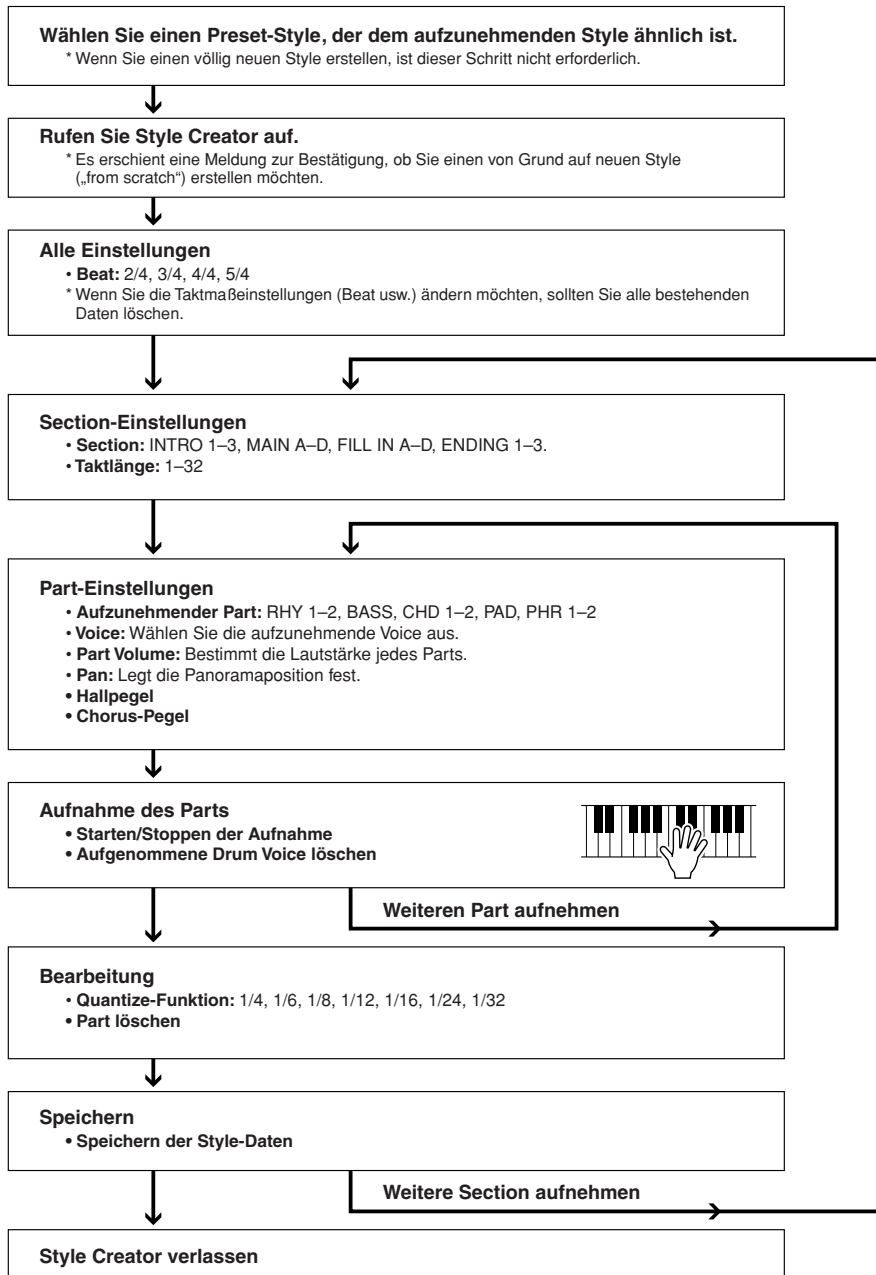 Wählen Sie einen Preset-Style, der dem aufzunehmenden Style ähnlich ist.
* Wenn Sie einen völlig neuen Style erstellen, ist dieser Schritt nicht erforderlich.
Rufen Sie Style Creator auf.
* Es erschient eine Meldung zur Bestätigung, ob Sie einen von Grund auf neuen Style
(„from scratch“) erstellen möchten.
Alle Einstellungen
• Beat: 2/4, 3/4, 4/4, 5/4
* Wenn Sie die Taktmaßeinstellungen (Beat usw.) ändern möchten, sollten Sie alle bestehenden
Daten löschen.
Section-Einstellungen
• Section: INTRO 1–3, MAIN A–D, FILL IN A–D, ENDING 1–3.
• Taktlänge: 1–32
Part-Einstellungen
• Aufzunehmender Part: RHY 1–2, BASS, CHD 1–2, PAD, PHR 1–2
• Voice: Wählen Sie die aufzunehmende Voice aus.
• Part Volume: Bestimmt die Lautstärke jedes Parts.
• Pan: Legt die Panoramaposition fest.
• Hallpegel
• Chorus-Pegel
Aufnahme des Parts
• Starten/Stoppen der Aufnahme
• Aufgenommene Drum Voice löschen
Weiteren Part aufnehmen
Bearbeitung
• Quantize-Funktion: 1/4, 1/6, 1/8, 1/12, 1/16, 1/24, 1/32
• Part löschen
Speichern
• Speichern der Style-Daten
Weitere Section aufnehmen
Style Creator verlassen